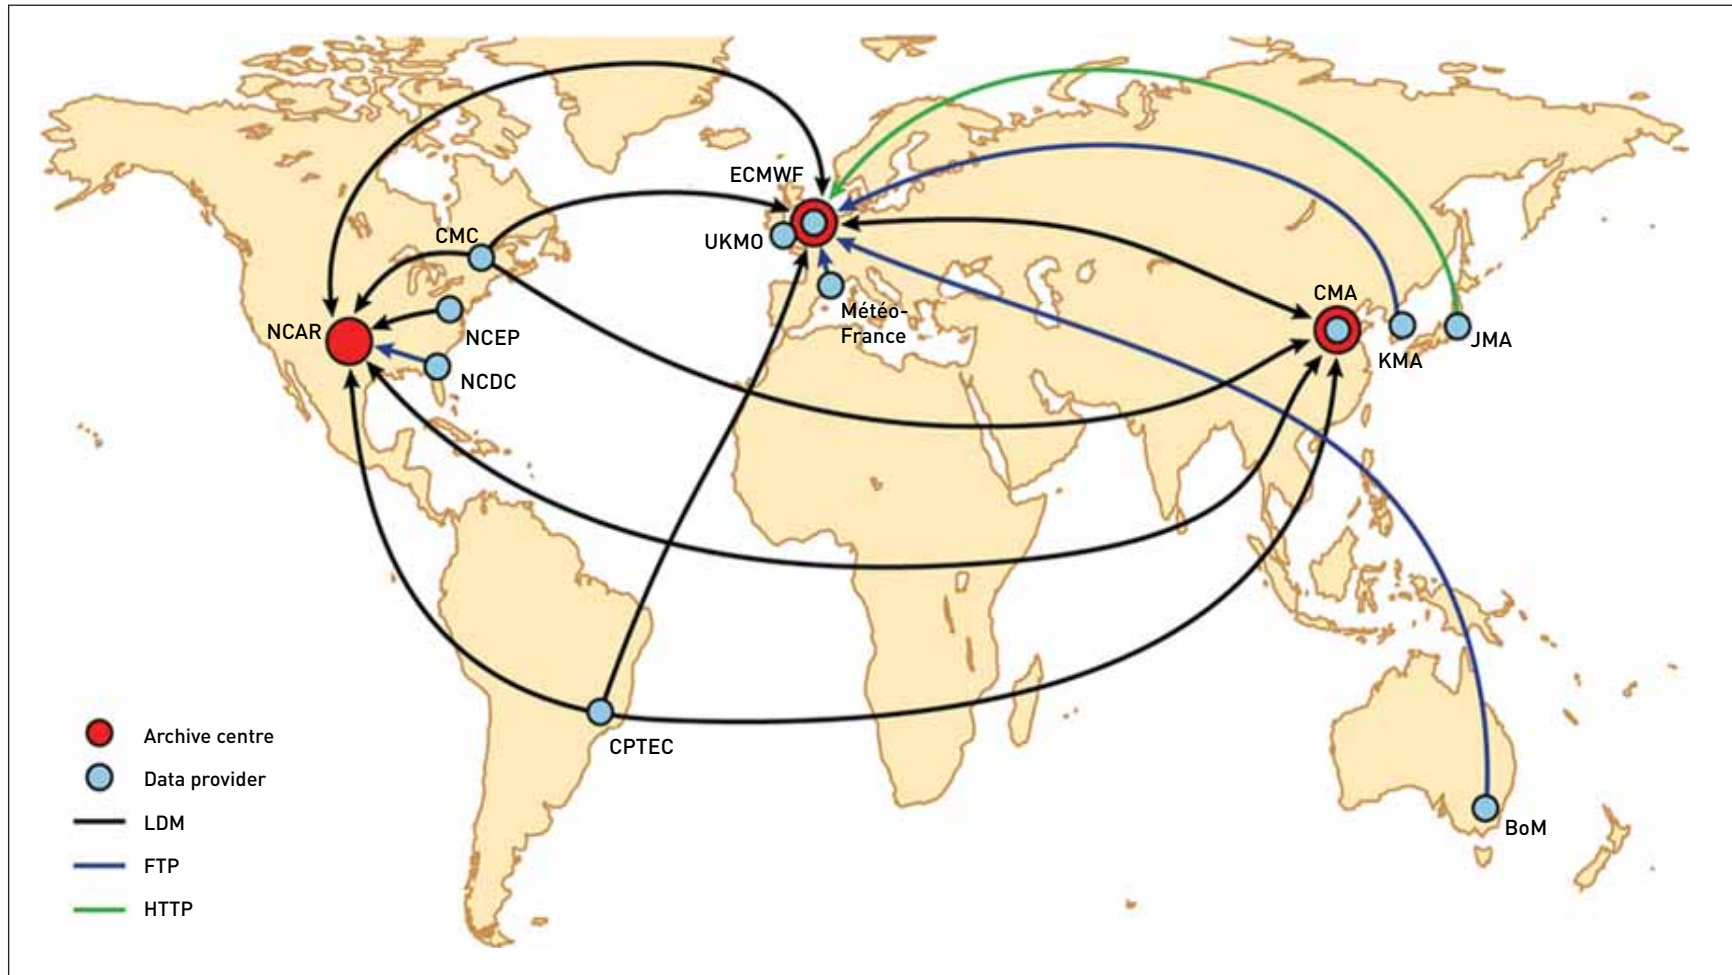 ECMWF
CMC
UKMO
CMA
NCAR
Météo-
France
NCEP
JMA
KMA
NCDC
CPTEC
BoM
Archive centre
Data provider
LDM
FTP
HTTP